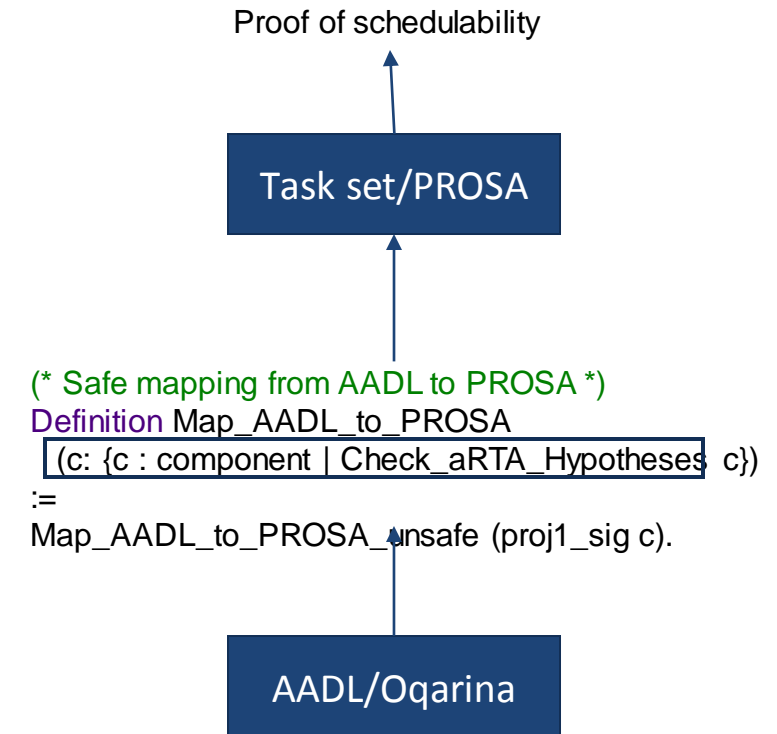 Proof of schedulability
Task set/PROSA
(* Safe mapping from AADL to PROSA *)
Definition Map_AADL_to_PROSA
(c: {c : component | Check_aRTA_Hypotheses c})
:=
Map_AADL_to_PROSA_unsafe (proj1_sig c).
AADL/Oqarina